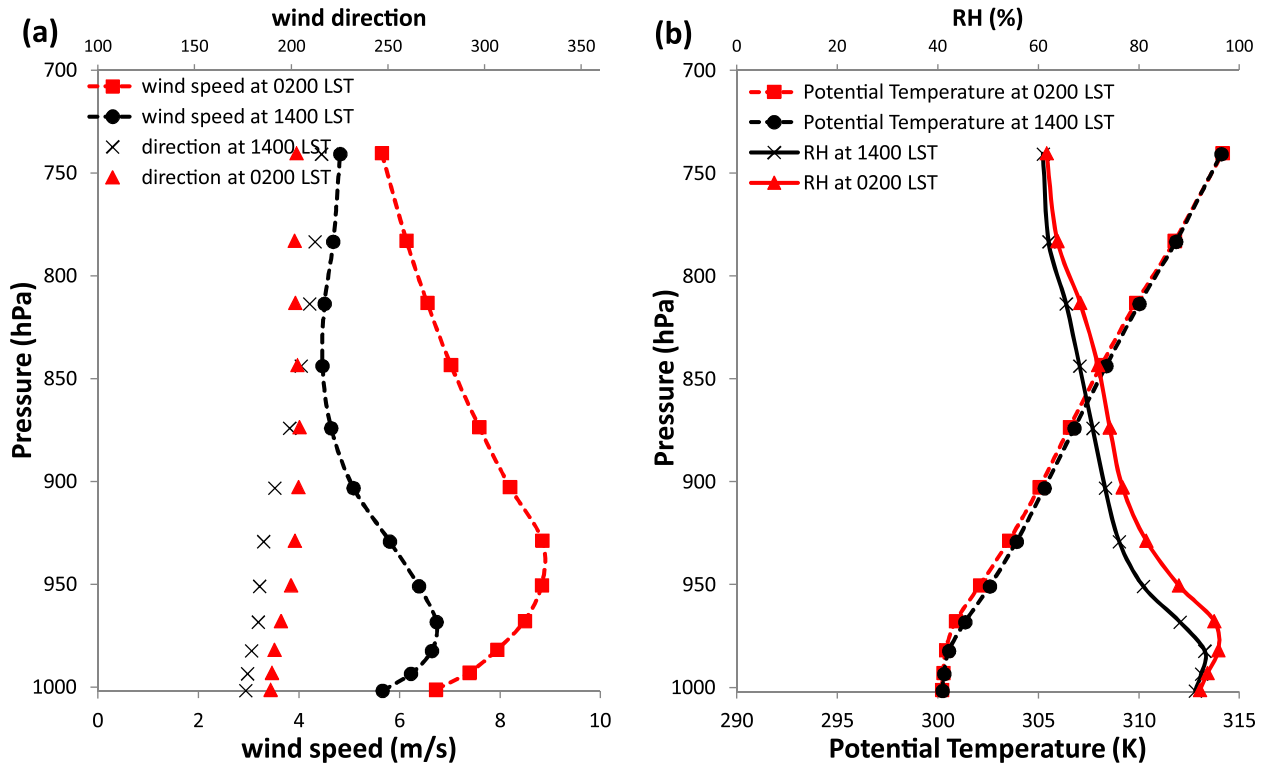 wind direction
(a)
100 150 200 250 300 350
700
750
800
850
900
950
1000
Pressure (hPa)
wind speed at 0200 LST
wind speed at 1400 LST
direction at 1400 LST
direction at 0200 LST
0 2 4 6 8 10
wind speed (m/s)
RH (%)
(b)
0 20 40 60 80 100
700
750
800
850
900
950
1000
Pressure (hPa)
Potential Temperature at 0200 LST
Potential Temperature at 1400 LST
RH at 1400 LST
RH at 0200 LST
290 295 300 305 310 315
Potential Temperature (K)